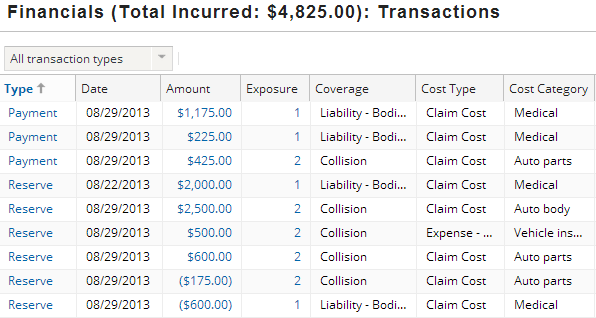 Financials (Total Incurred: $4,825.00): Transactions
All transaction types
Type ↑ Date Amount Exposure Coverage Cost Type Cost Category
Payment 08/29/2013 $1,175.00 1 Liability - Bodi... Claim Cost Medical
Payment 08/29/2013 $225.00 1 Liability - Bodi... Claim Cost Medical
Payment 08/29/2013 $425.00 2 Collision Claim Cost Auto parts
Reserve 08/22/2013 $2,000.00 1 Liability - Bodi... Claim Cost Medical
Reserve 08/29/2013 $2,500.00 2 Collision Claim Cost Auto body
Reserve 08/29/2013 $500.00 2 Collision Expense - ... Vehicle ins...
Reserve 08/29/2013 $600.00 2 Collision Claim Cost Auto parts
Reserve 08/29/2013 ($175.00) 2 Collision Claim Cost Auto parts
Reserve 08/29/2013 ($600.00) 1 Liability - Bodi... Claim Cost Medical